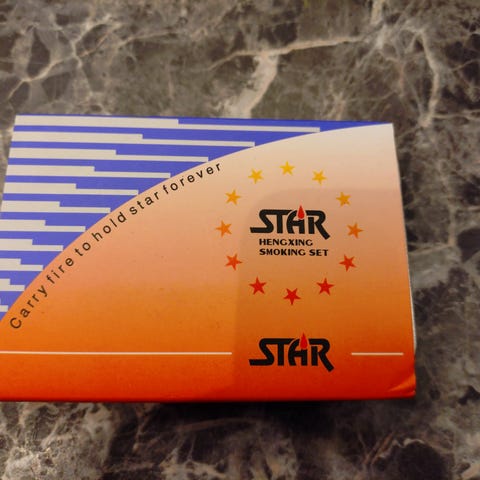 Carry fire to hold star forever
STAR
HENGXING
SMOKING SET
STAR